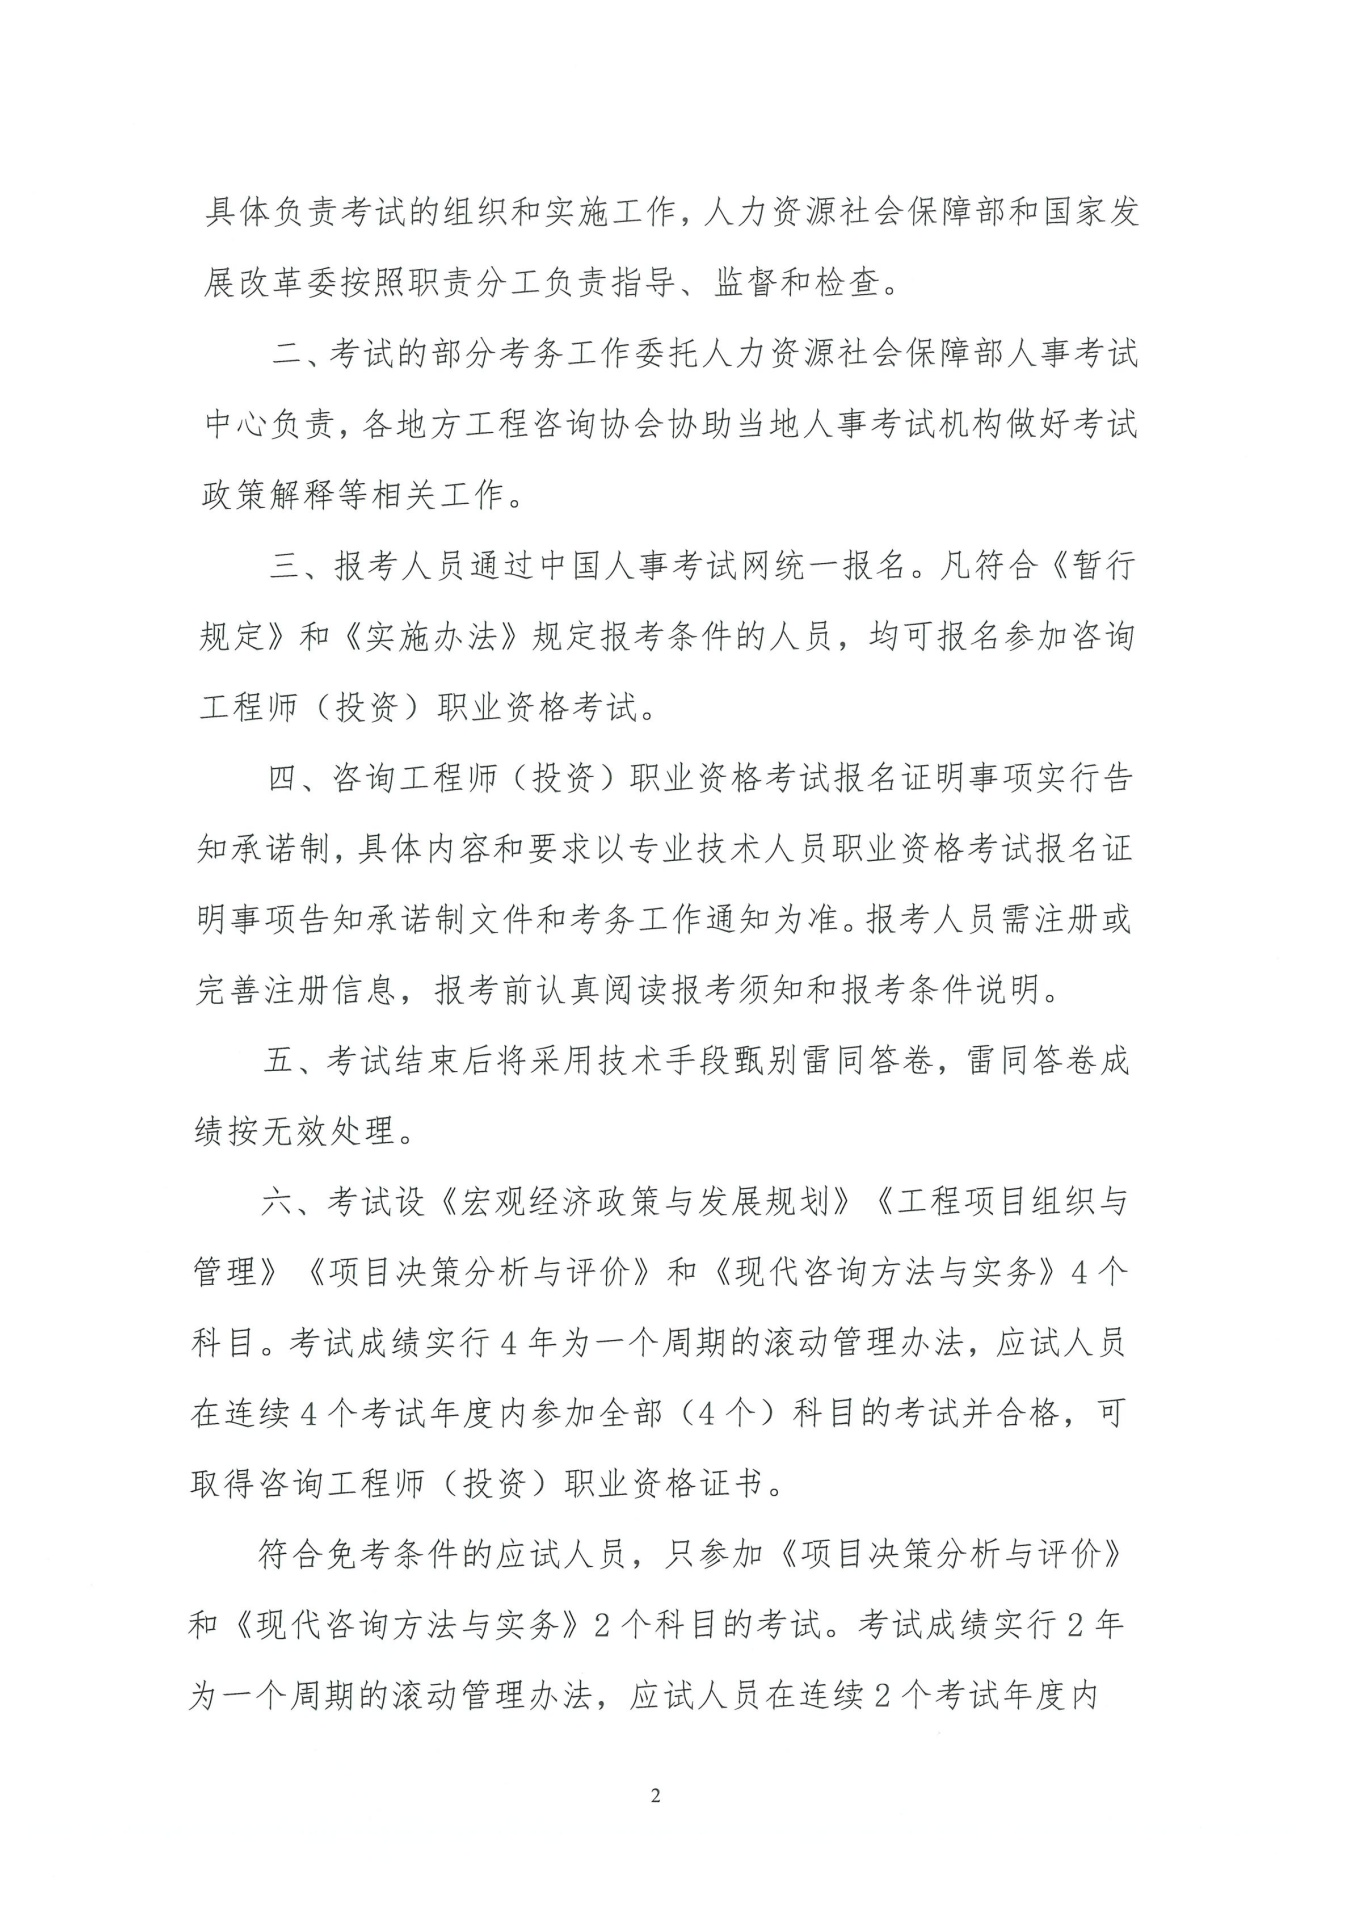 具体负责考试的组织和实施工作，人力资源社会保障部和国家发
展改革委按照职责分工负责指导、监督和检查。
二、考试的部分考务工作委托人力资源社会保障部人事考试
中心负责，各地方工程咨询协会协助当地人事考试机构做好考试
政策解释等相关工作。
三、报考人员通过中国人事考试网统一报名。凡符合《暂行
规定》和《实施办法》规定报考条件的人员，均可报名参加咨询
工程师（投资）职业资格考试。
四、咨询工程师（投资）职业资格考试报名证明事项实行告
知承诺制，具体内容和要求以专业技术人员职业资格考试报名证
明事项告知承诺制文件和考务工作通知为准。报考人员需注册或
完善注册信息，报考前认真阅读报考须知和报考条件说明。
五、考试结束后将采用技术手段甄别雷同答卷，雷同答卷成
绩按无效处理。
六、考试设《宏观经济政策与发展规划》《工程项目组织与
管理》《项目决策分析与评价》和《现代咨询方法与实务》4个
科目。考试成绩实行4年为一个周期的滚动管理办法，应试人员
在连续4个考试年度内参加全部（4个）科目的考试并合格，可
取得咨询工程师（投资）职业资格证书。
符合免考条件的应试人员，只参加《项目决策分析与评价》
和《现代咨询方法与实务》2个科目的考试。考试成绩实行2年
为一个周期的滚动管理办法，应试人员在连续2个考试年度内
2